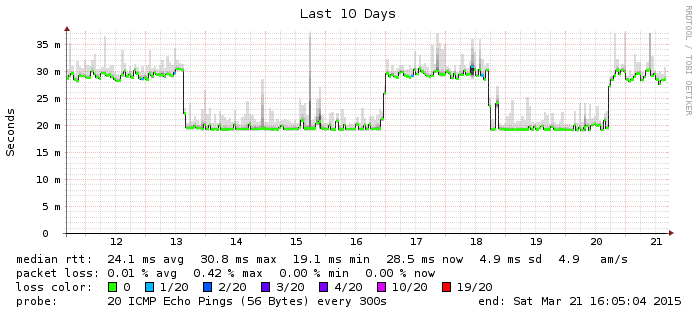 Last 10 Days
RRDTOOL / TOBI OETIKER
Seconds
35 m
30 m
25 m
20 m
15 m
10 m
5 m
0
12 13 14 15 16 17 18 19 20 21
median rtt: 24.1 ms avg 30.8 ms max 19.1 ms min 28.5 ms now 4.9 ms sd 4.9 am/s
packet loss: 0.01 % avg 0.42 % max 0.00 % min 0.00 % now
loss color: 0 1/20 2/20 3/20 4/20 10/20 19/20
probe: 20 ICMP Echo Pings (56 Bytes) every 300s end: Sat Mar 21 16:05:04 2015